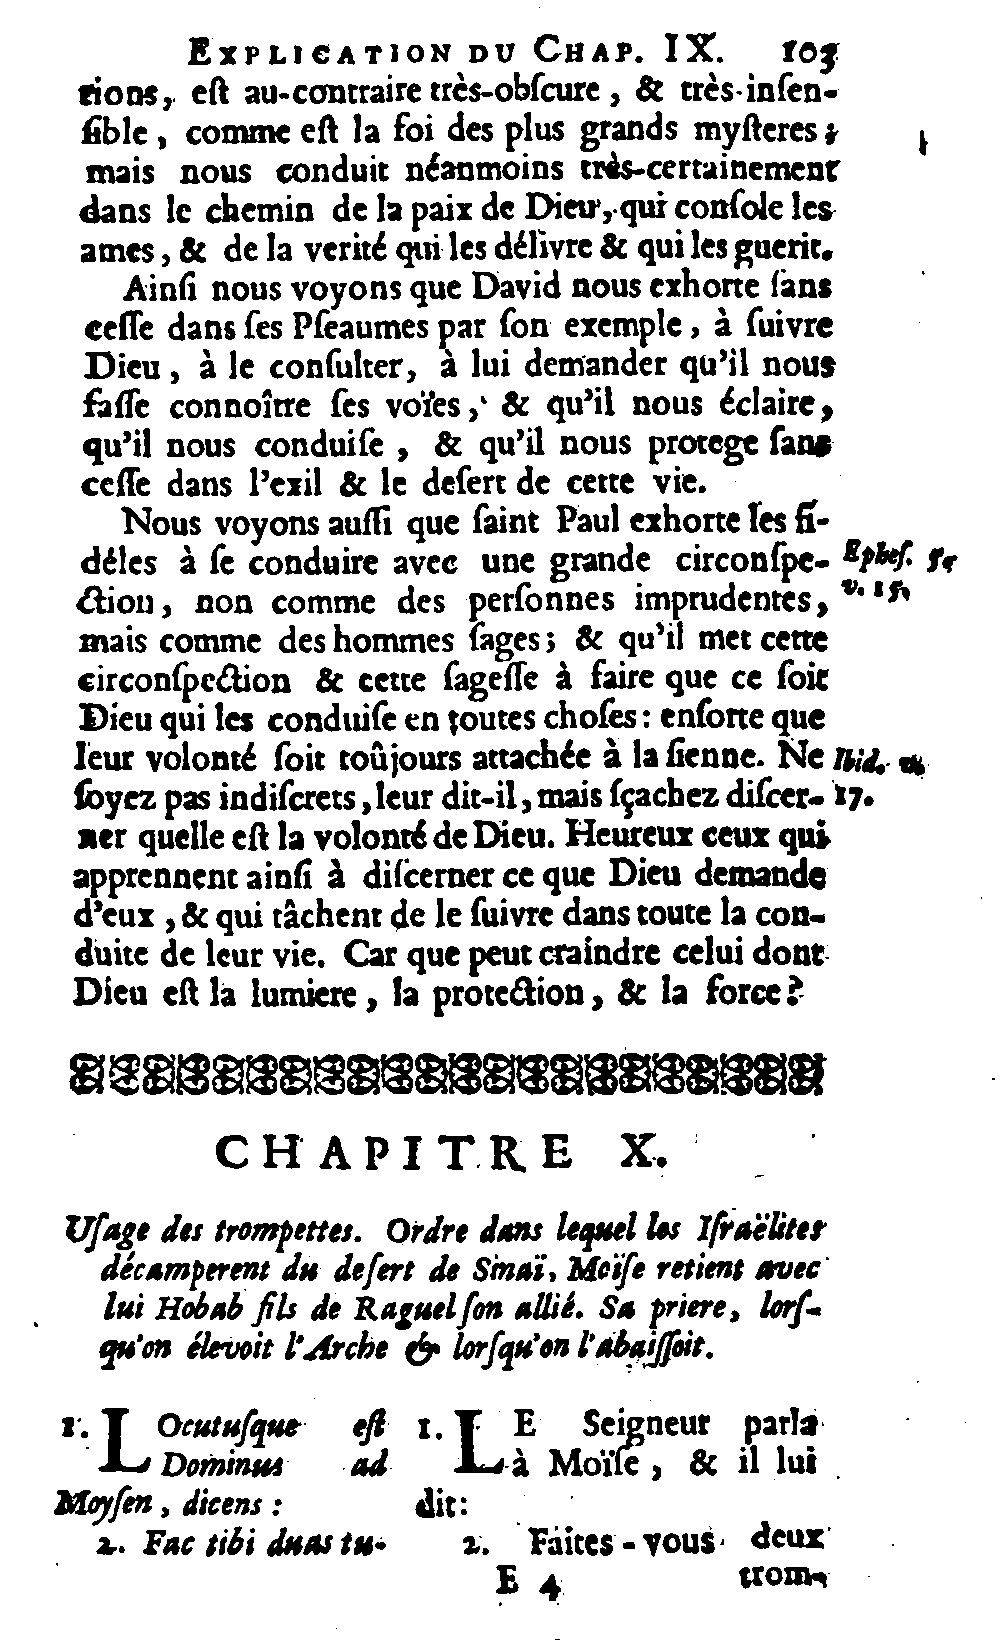 EXPLICATION DU CHAP. IX. 103
tions, eſt au-contraire très-obſcure, & très-inſen-
ſible, comme eſt la foi des plus grands myſteres;
mais nous conduit néanmoins très-certainement
dans le chemin de la paix de Dieu, qui conſole les
ames, & de la verité qui les délivre & qui les guerit.
Ainſi nous voyons que David nous exhorte ſans
ceſſe dans ſes Pſeaumes par ſon exemple, à ſuivre
Dieu, à le conſulter, à lui demander qu'il nous
faſſe connoître ſes voïes, & qu'il nous éclaire,
qu'il nous conduiſe, & qu'il nous protege ſans
ceſſe dans l'exil & le deſert de cette vie.
Nous voyons auſſi que ſaint Paul exhorte les fi-
déles à ſe conduire avec une grande circonſpe-
ction, non comme des perſonnes imprudentes,
Epheſ. 5.
v. 15.
mais comme des hommes ſages; & qu'il met cette
circonſpection & cette ſageſſe à faire que ce ſoit
Dieu qui les conduiſe en toutes choſes: enſorte que
leur volonté ſoit toûjours attachée à la ſienne. Ne
ſoyez pas indiſcrets, leur dit-il, mais ſçachez diſcer-
Ibid. v.
17.
ner quelle eſt la volonté de Dieu. Heureux ceux qui
apprennent ainſi à diſcerner ce que Dieu demande
d'eux, & qui tâchent de le ſuivre dans toute la con-
duite de leur vie. Car que peut craindre celui dont
Dieu eſt la lumiere, la protection, & la force?
CHAPITRE X.
Uſage des trompettes. Ordre dans lequel les Iſraëlites
décamperent du deſert de Sinaï, Moïſe retient avec
lui Hobab fils de Raguel ſon allié. Sa priere, lorſ-
qu'on élevoit l'Arche & lorſqu'on l'abaiſſoit.
1. LOcutuſque eſt
Dominus ad
Moyſen, dicens:
2. Fac tibi duas tu-
1. LE Seigneur parla
à Moïſe, & il lui
dit:
2. Faites-vous deux
E 4 trom-